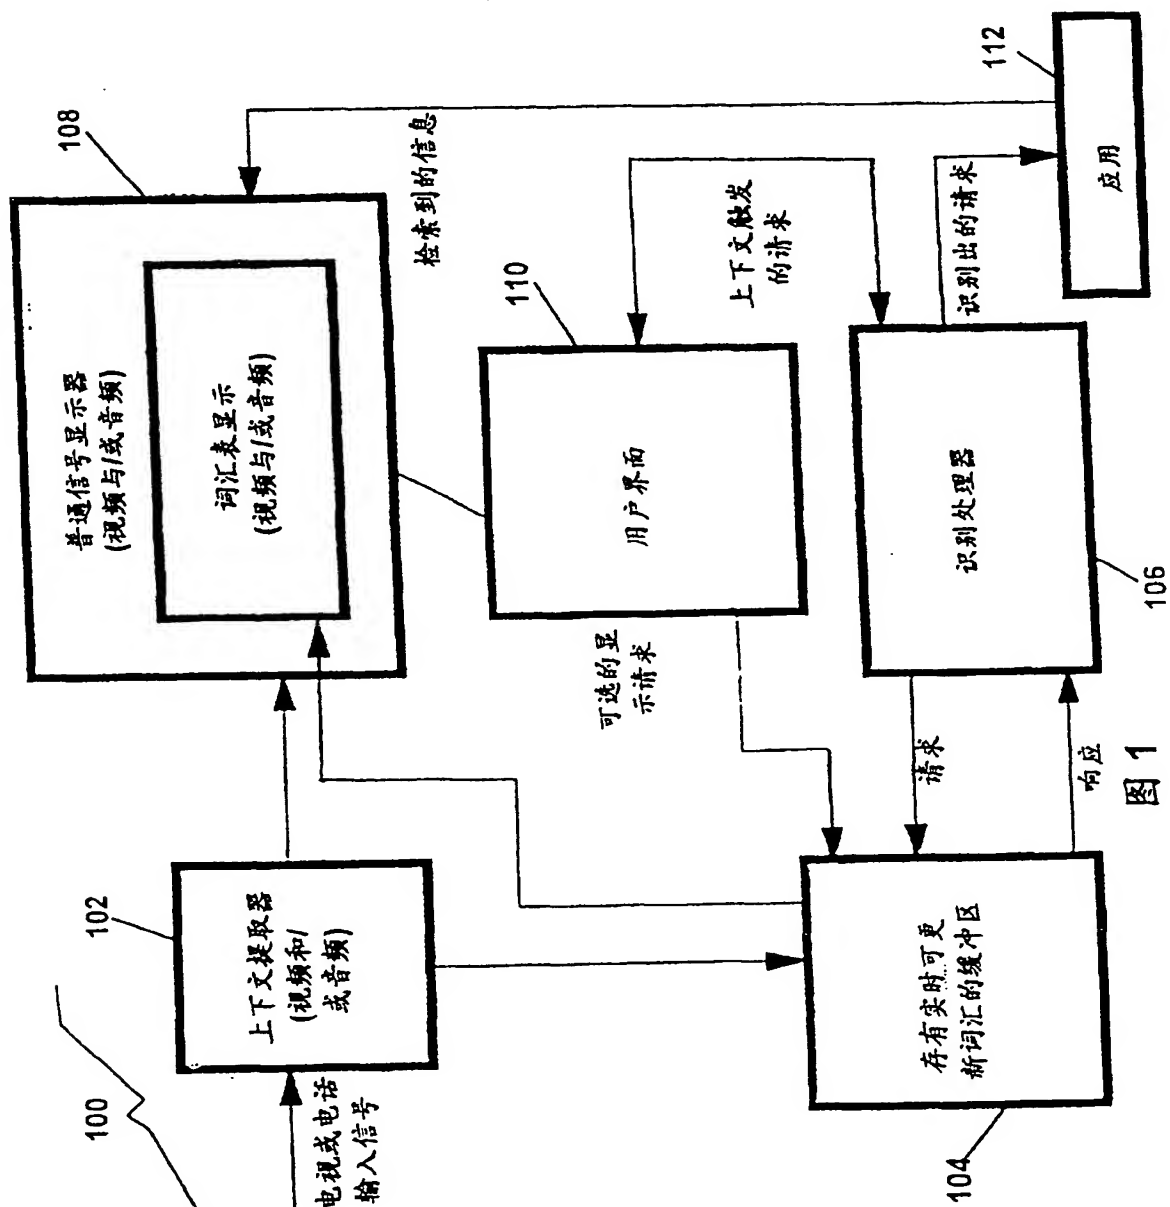 100
电视或电话
输入信号
102
上下文提取器
(视频和/
或音频)
104
存有实时可更
新词汇的缓冲区
108
普通信号显示器
(视频与/或音频)
词汇表显示
(视频与/或音频)
检索到的信息
110
用户界面
可选的显
示请求
上下文触发
的请求
106
识别处理器
请求
响应
识别出的请求
112
应用
图 1